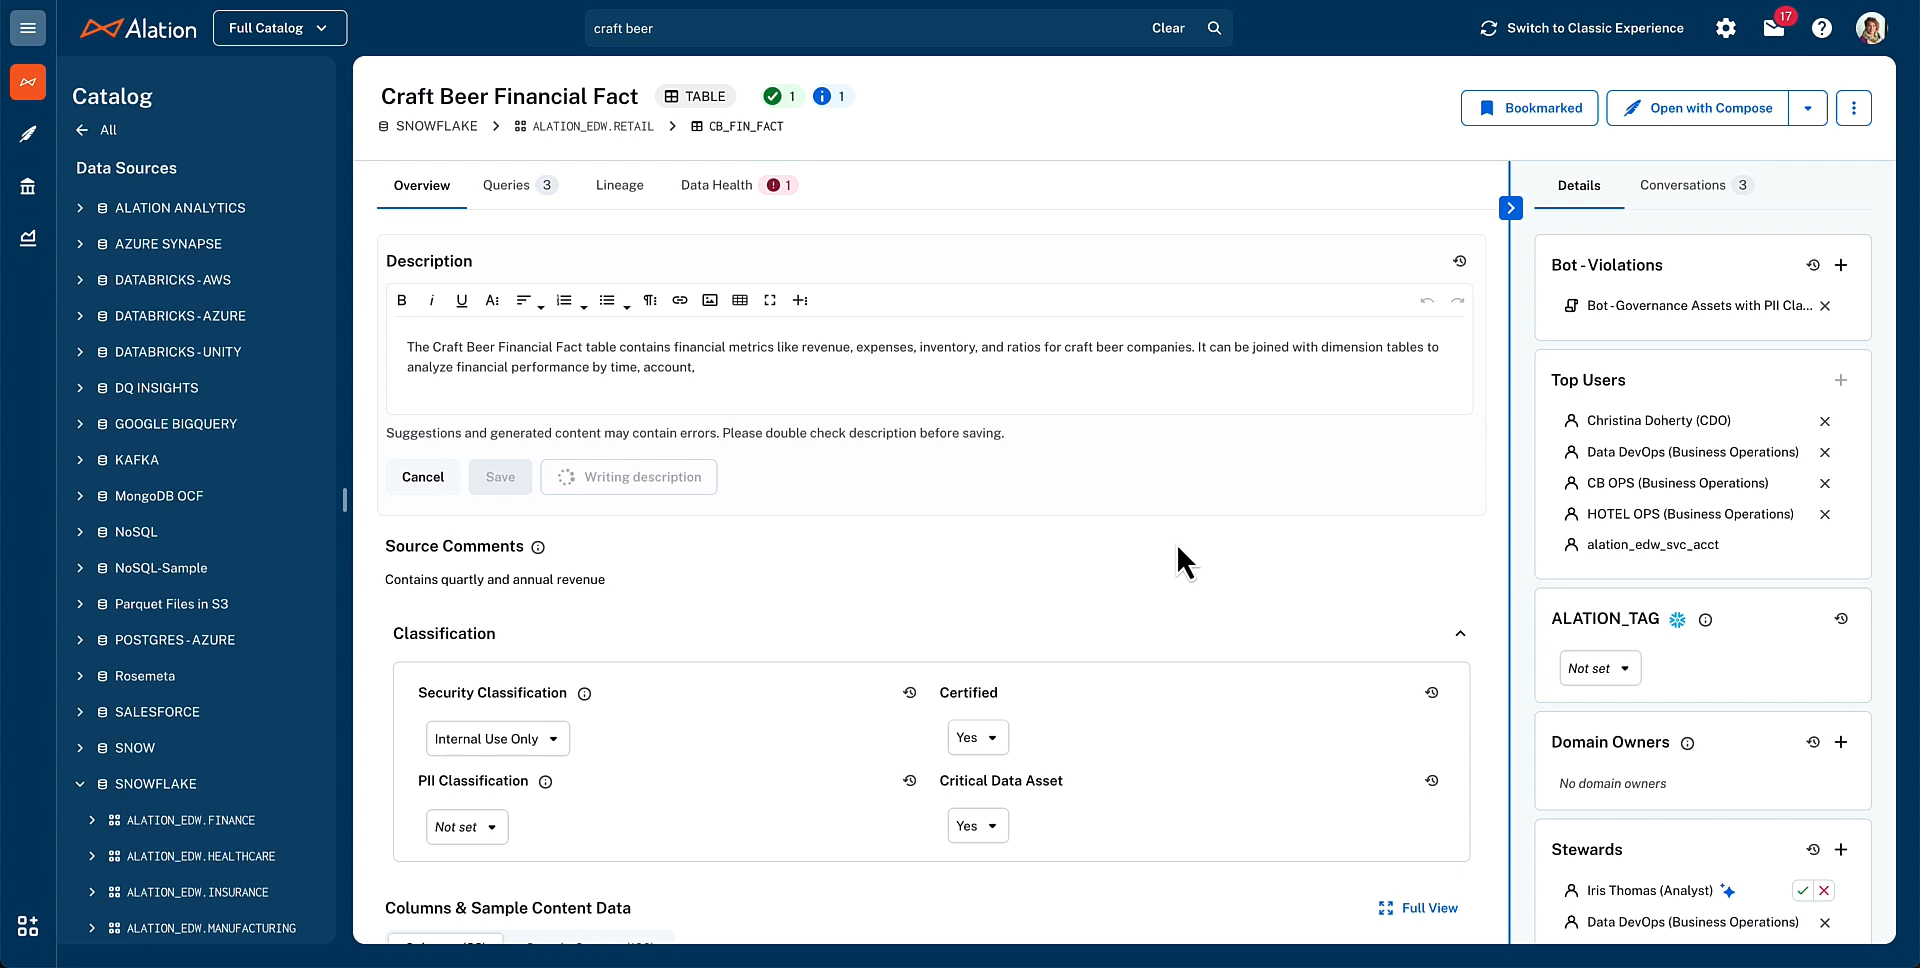 Alation
Full Catalog
craft beer
Clear
Switch to Classic Experience
17
Catalog
All
Data Sources
ALATION ANALYTICS
AZURE SYNAPSE
DATABRICKS-AWS
DATABRICKS-AZURE
DATABRICKS-UNITY
DQ INSIGHTS
GOOGLE BIGQUERY
KAFKA
MongoDB OCF
NoSQL
NoSQL-Sample
Parquet Files in S3
POSTGRES-AZURE
Rosemeta
SALESFORCE
SNOW
SNOWFLAKE
ALATION_EDW.FINANCE
ALATION_EDW.HEALTHCARE
ALATION_EDW.INSURANCE
ALATION_EDW.MANUFACTURING
Craft Beer Financial Fact TABLE 1 1
SNOWFLAKE ALATION_EDW.RETAIL CB_FIN_FACT
Bookmarked
Open with Compose
Overview Queries 3 Lineage Data Health 1
Description
B i U A
The Craft Beer Financial Fact table contains financial metrics like revenue, expenses, inventory, and ratios for craft beer companies. It can be joined with dimension tables to
analyze financial performance by time, account,
Suggestions and generated content may contain errors. Please double check description before saving.
Cancel Save Writing description
Source Comments
Contains quartly and annual revenue
Classification
Security Classification
Internal Use Only
Certified
Yes
PII Classification
Not set
Critical Data Asset
Yes
Columns & Sample Content Data
Full View
Details Conversations 3
Bot-Violations
Bot-Governance Assets with PII Cla...
Top Users
Christina Doherty (CDO)
Data DevOps (Business Operations)
CB OPS (Business Operations)
HOTEL OPS (Business Operations)
alation_edw_svc_acct
ALATION_TAG
Not set
Domain Owners
No domain owners
Stewards
Iris Thomas (Analyst)
Data DevOps (Business Operations)